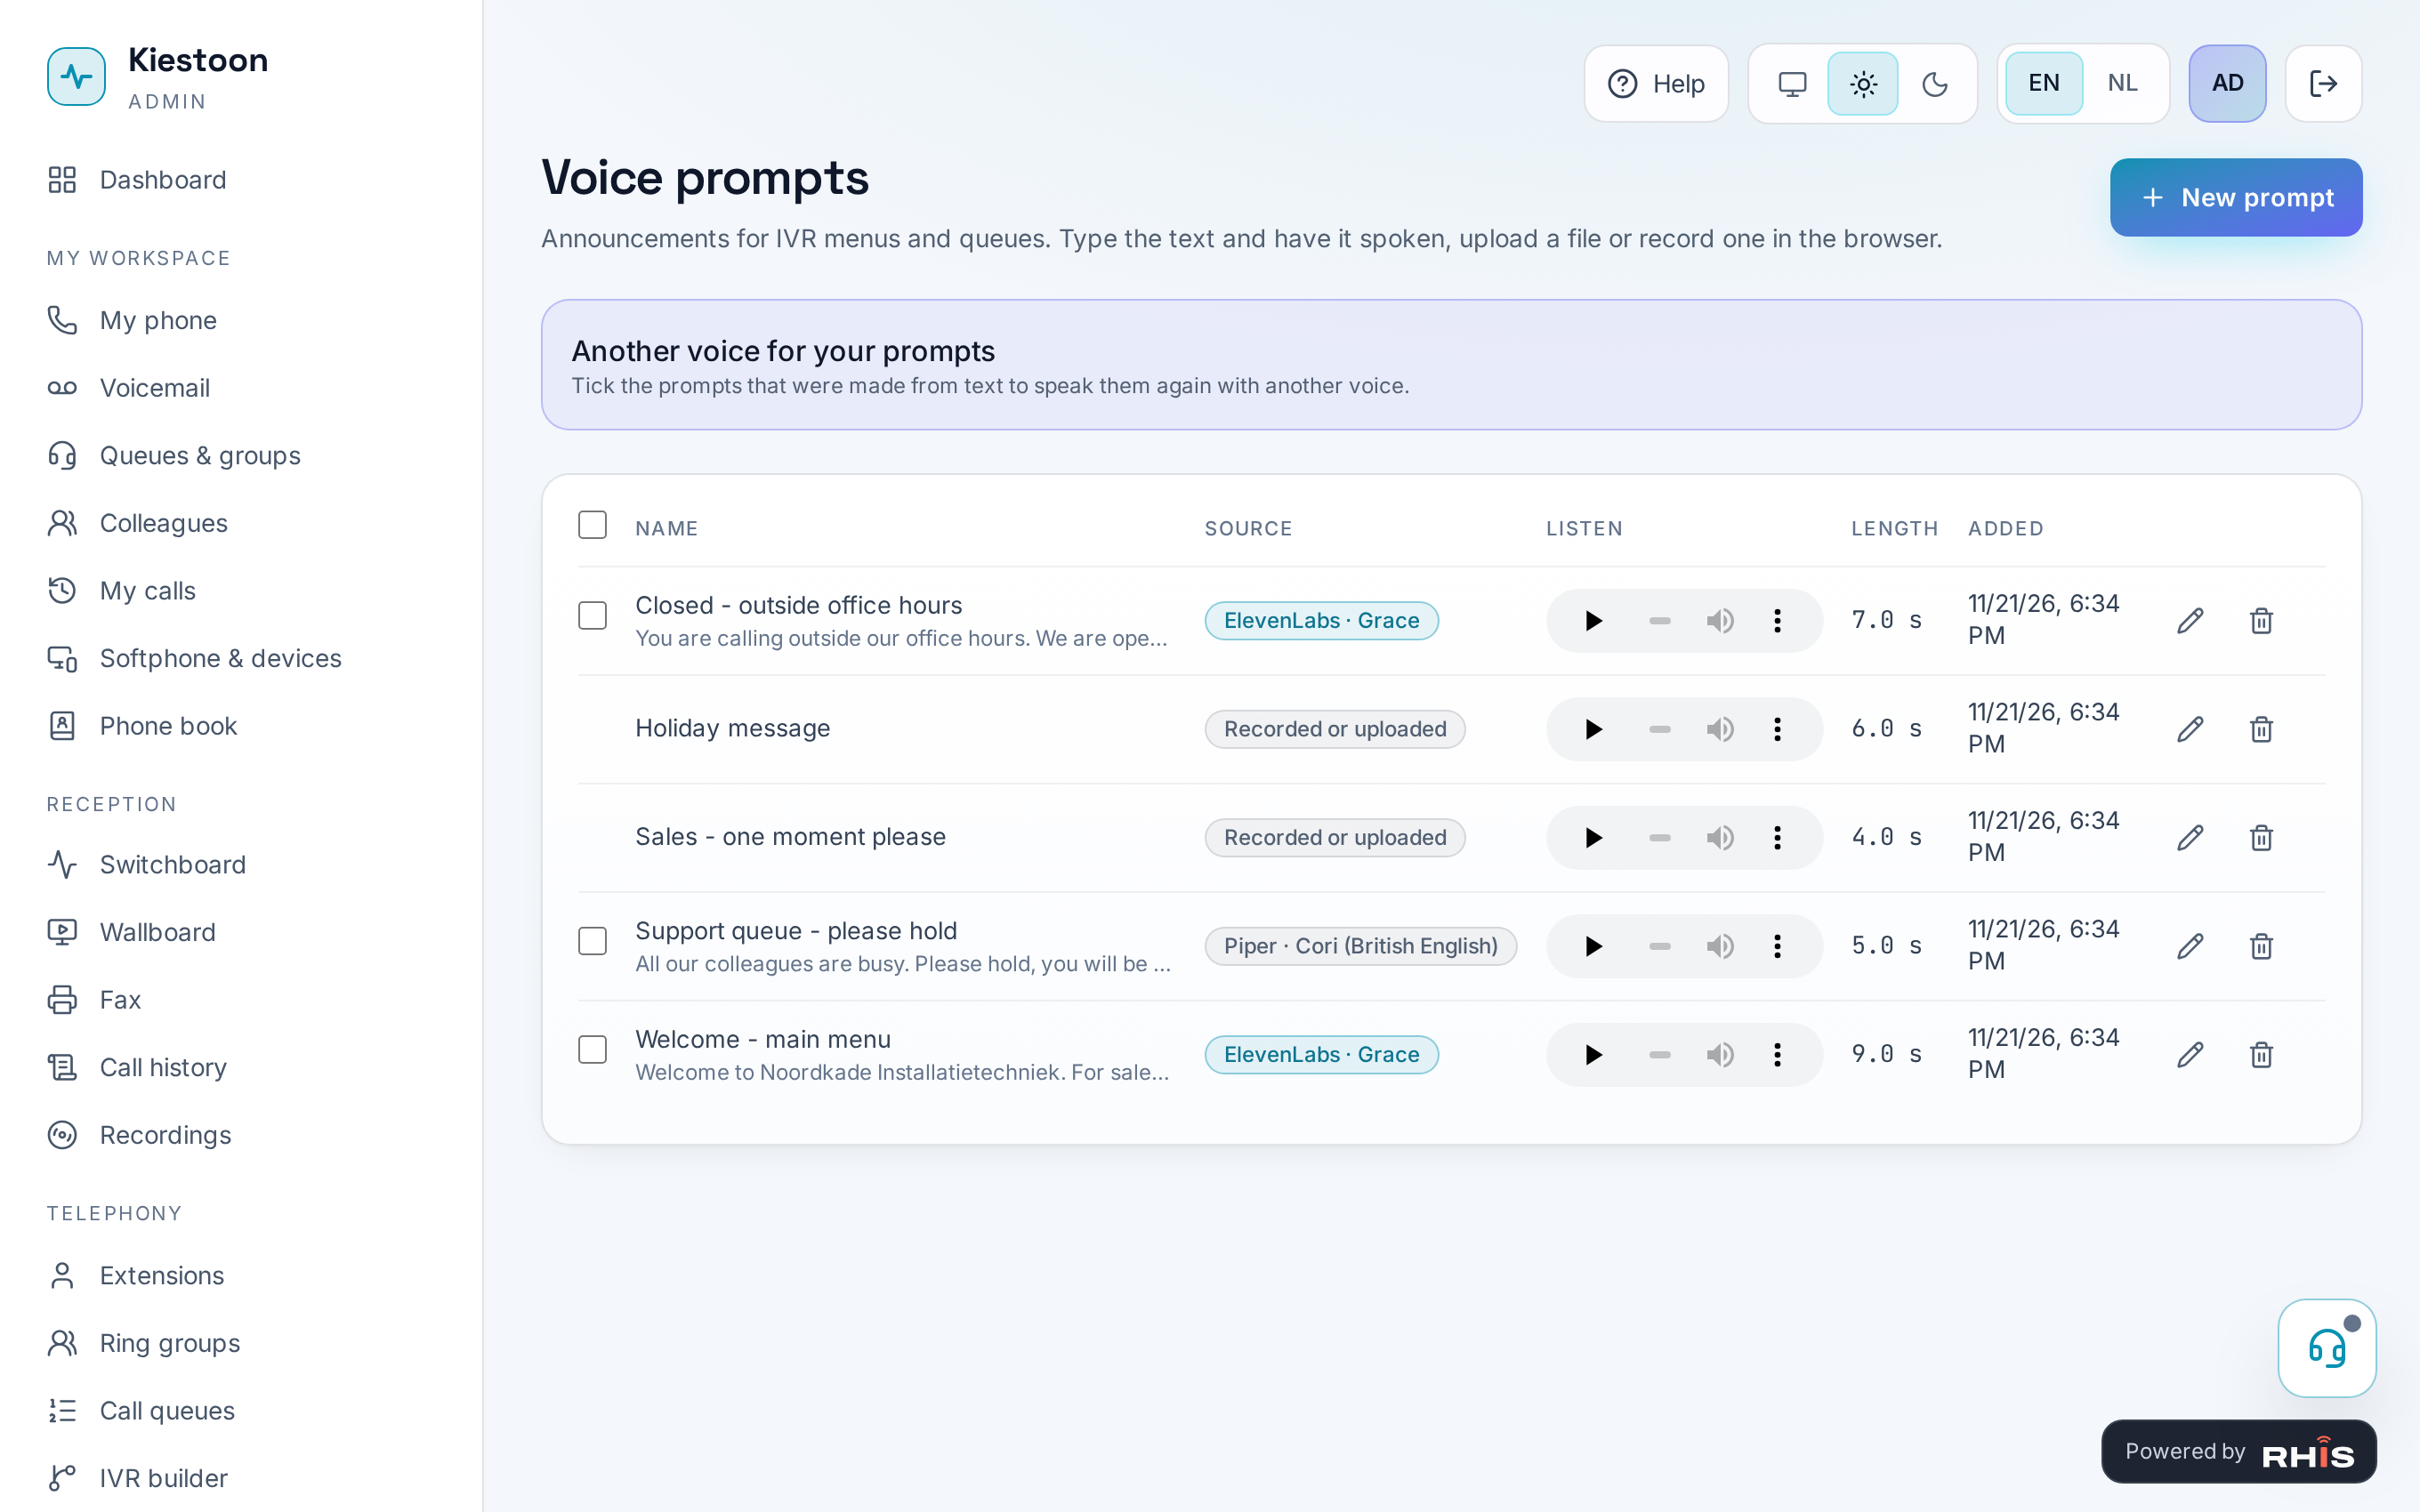 Kiestoon
ADMIN
Dashboard
MY WORKSPACE
My phone
Voicemail
Queues & groups
Colleagues
My calls
Softphone & devices
Phone book
RECEPTION
Switchboard
Wallboard
Fax
Call history
Recordings
TELEPHONY
Extensions
Ring groups
Call queues
IVR builder
Help
EN NL
AD
Voice prompts
Announcements for IVR menus and queues. Type the text and have it spoken, upload a file or record one in the browser.
New prompt
Another voice for your prompts
Tick the prompts that were made from text to speak them again with another voice.
NAME SOURCE LISTEN LENGTH ADDED
Closed - outside office hours
You are calling outside our office hours. We are ope...
ElevenLabs · Grace
7.0 s
11/21/26, 6:34
PM
Holiday message
Recorded or uploaded
6.0 s
11/21/26, 6:34
PM
Sales - one moment please
Recorded or uploaded
4.0 s
11/21/26, 6:34
PM
Support queue - please hold
All our colleagues are busy. Please hold, you will be ...
Piper · Cori (British English)
5.0 s
11/21/26, 6:34
PM
Welcome - main menu
Welcome to Noordkade Installatietechniek. For sale...
ElevenLabs · Grace
9.0 s
11/21/26, 6:34
PM
Powered by RHiS